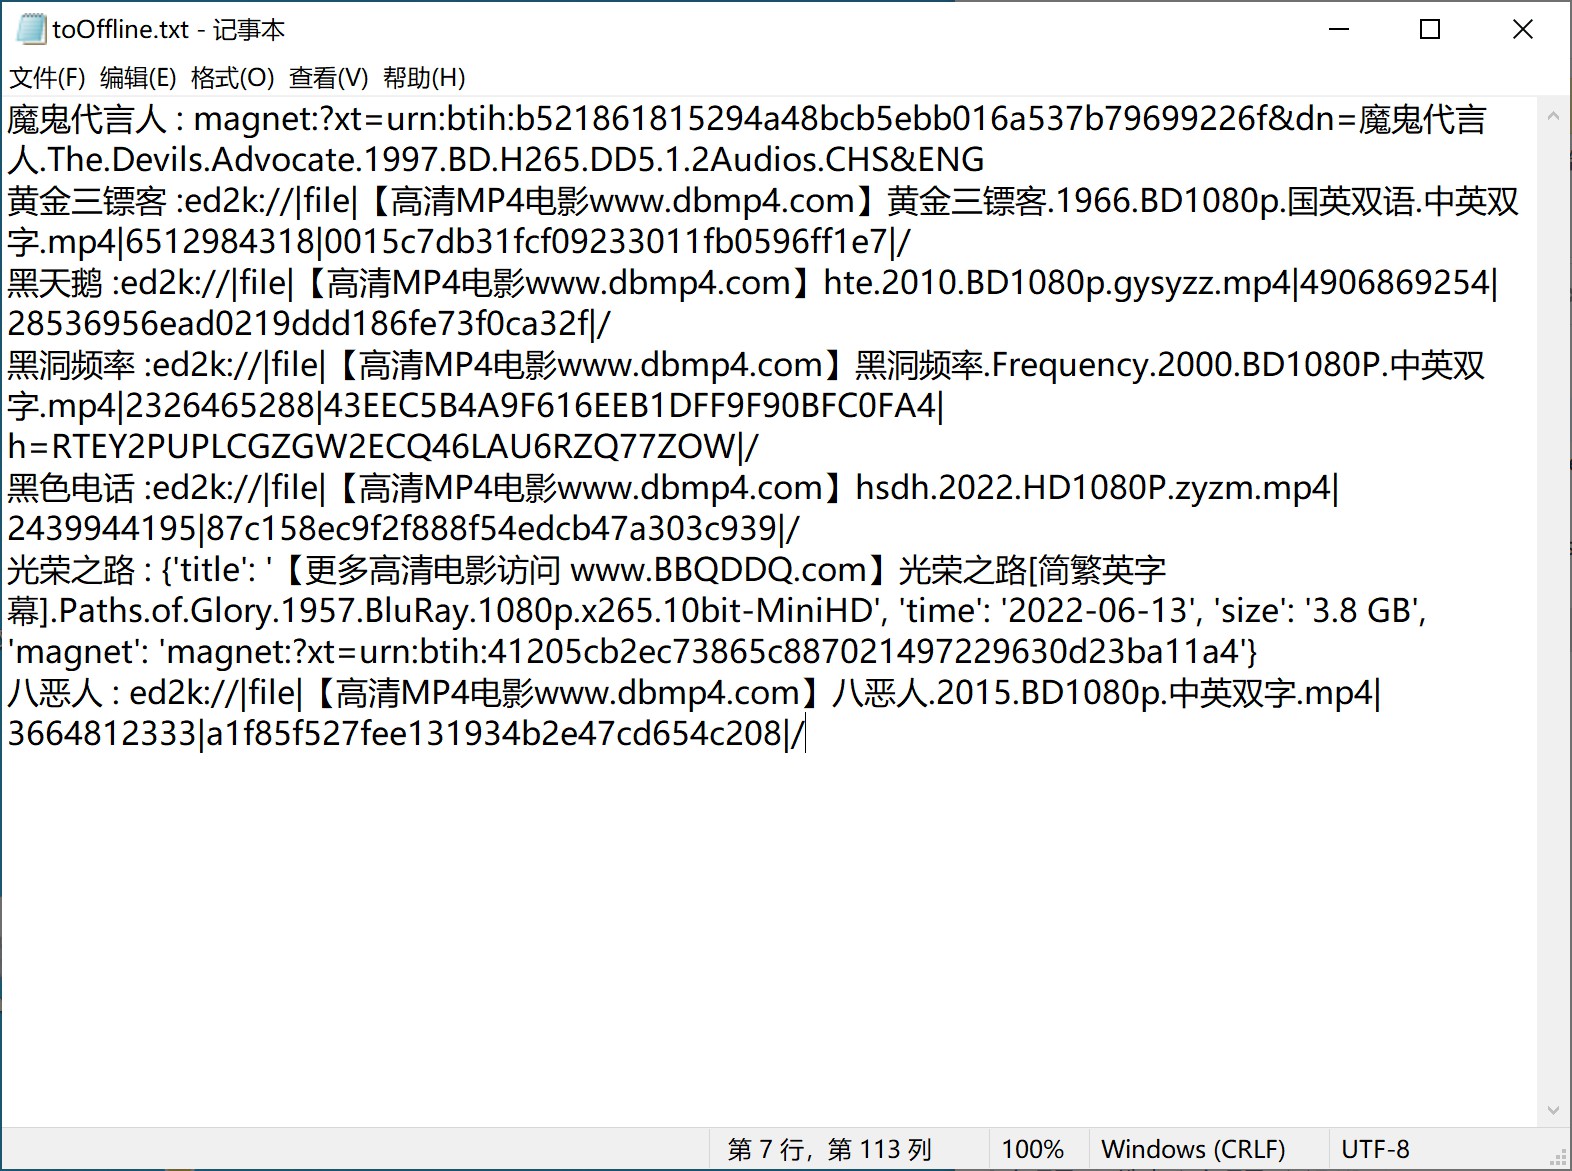 toOffline.txt - 记事本
文件(F) 编辑(E) 格式(O) 查看(V) 帮助(H)
魔鬼代言人 : magnet:?xt=urn:btih:b521861815294a48bcb5ebb016a537b79699226f&dn=魔鬼代言
人.The.Devils.Advocate.1997.BD.H265.DD5.1.2Audios.CHS&ENG
黄金三镖客 :ed2k://|file|【高清MP4电影www.dbmp4.com】黄金三镖客.1966.BD1080p.国英双语.中英双
字.mp4|6512984318|0015c7db31fcf09233011fb0596ff1e7|/
黑天鹅 :ed2k://|file|【高清MP4电影www.dbmp4.com】hte.2010.BD1080p.gysyzz.mp4|4906869254|
28536956ead0219ddd186fe73f0ca32f|/
黑洞频率 :ed2k://|file|【高清MP4电影www.dbmp4.com】黑洞频率.Frequency.2000.BD1080P.中英双
字.mp4|2326465288|43EEC5B4A9F616EEB1DFF9F90BFC0FA4|
h=RTEY2PUPLCGZGW2ECQ46LAU6RZQ77ZOW|/
黑色电话 :ed2k://|file|【高清MP4电影www.dbmp4.com】hsdh.2022.HD1080P.zyzm.mp4|
2439944195|87c158ec9f2f888f54edcb47a303c939|/
光荣之路 : {'title': '【更多高清电影访问 www.BBQDDQ.com】光荣之路[简繁英字
幕].Paths.of.Glory.1957.BluRay.1080p.x265.10bit-MiniHD', 'time': '2022-06-13', 'size': '3.8 GB',
'magnet': 'magnet:?xt=urn:btih:41205cb2ec73865c887021497229630d23ba11a4'}
八恶人 : ed2k://|file|【高清MP4电影www.dbmp4.com】八恶人.2015.BD1080p.中英双字.mp4|
3664812333|a1f85f527fee131934b2e47cd654c208|/
第 7 行，第 113 列 100% Windows (CRLF) UTF-8